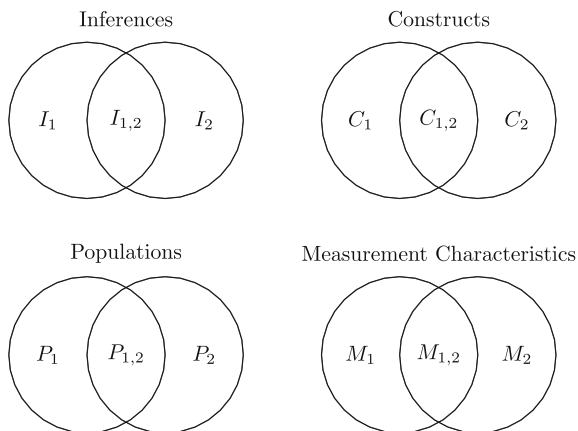 Inferences
Constructs
I₁ I₁,₂ I₂
C₁ C₁,₂ C₂
Populations
Measurement Characteristics
P₁ P₁,₂ P₂
M₁ M₁,₂ M₂